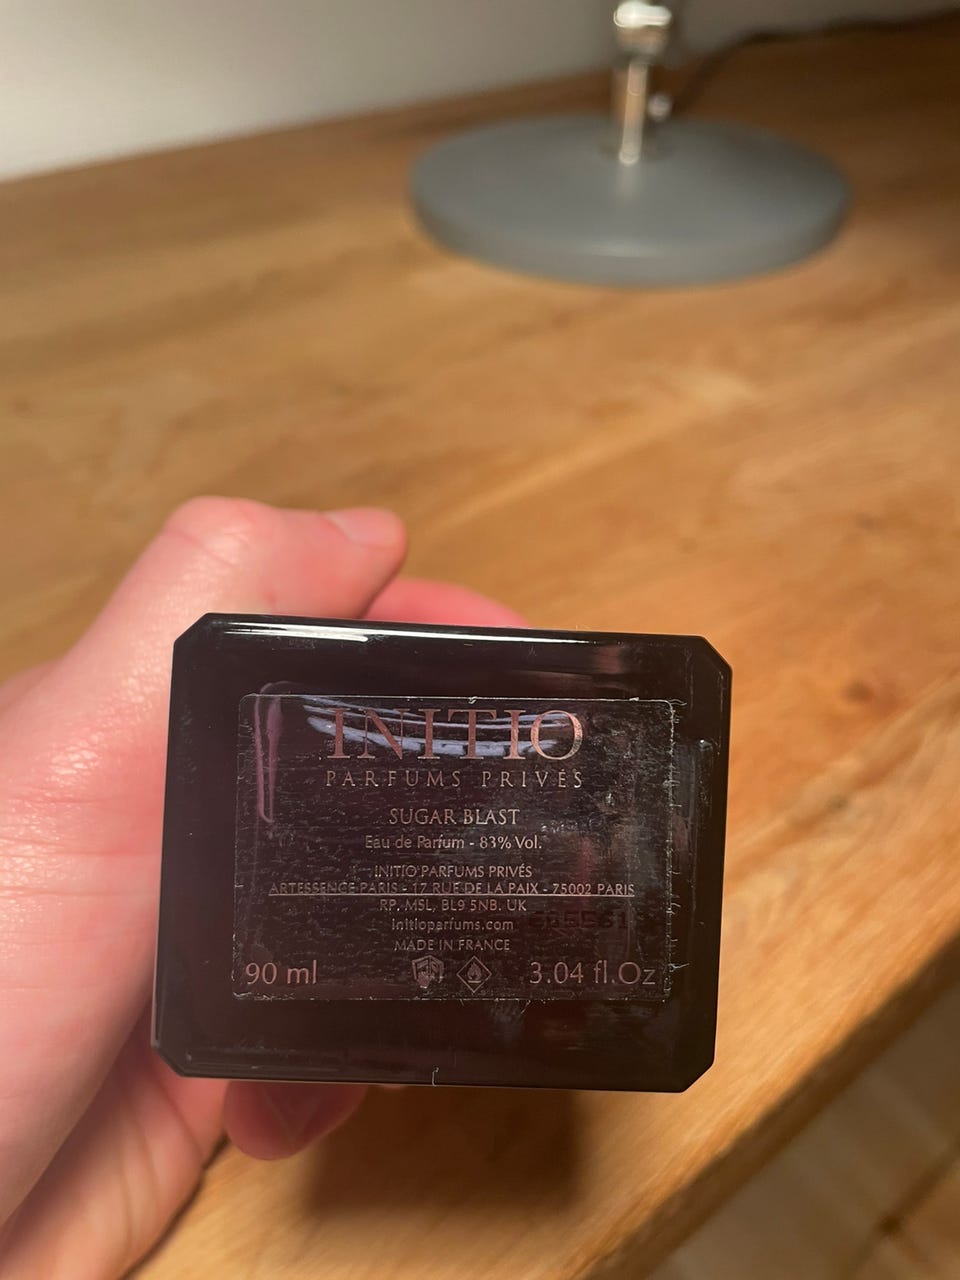 INITIO
PARFUMS PRIVÉS
SUGAR BLAST
Eau de Parfum - 83% Vol.
INITIO PARFUMS PRIVÉS
ARTESSENCE PARIS - 17 RUE DE LA PAIX - 75002 PARIS
RP. MSL, BL9 5NB. UK
initioparfums.com
MADE IN FRANCE
90 ml 3.04 fl.Oz